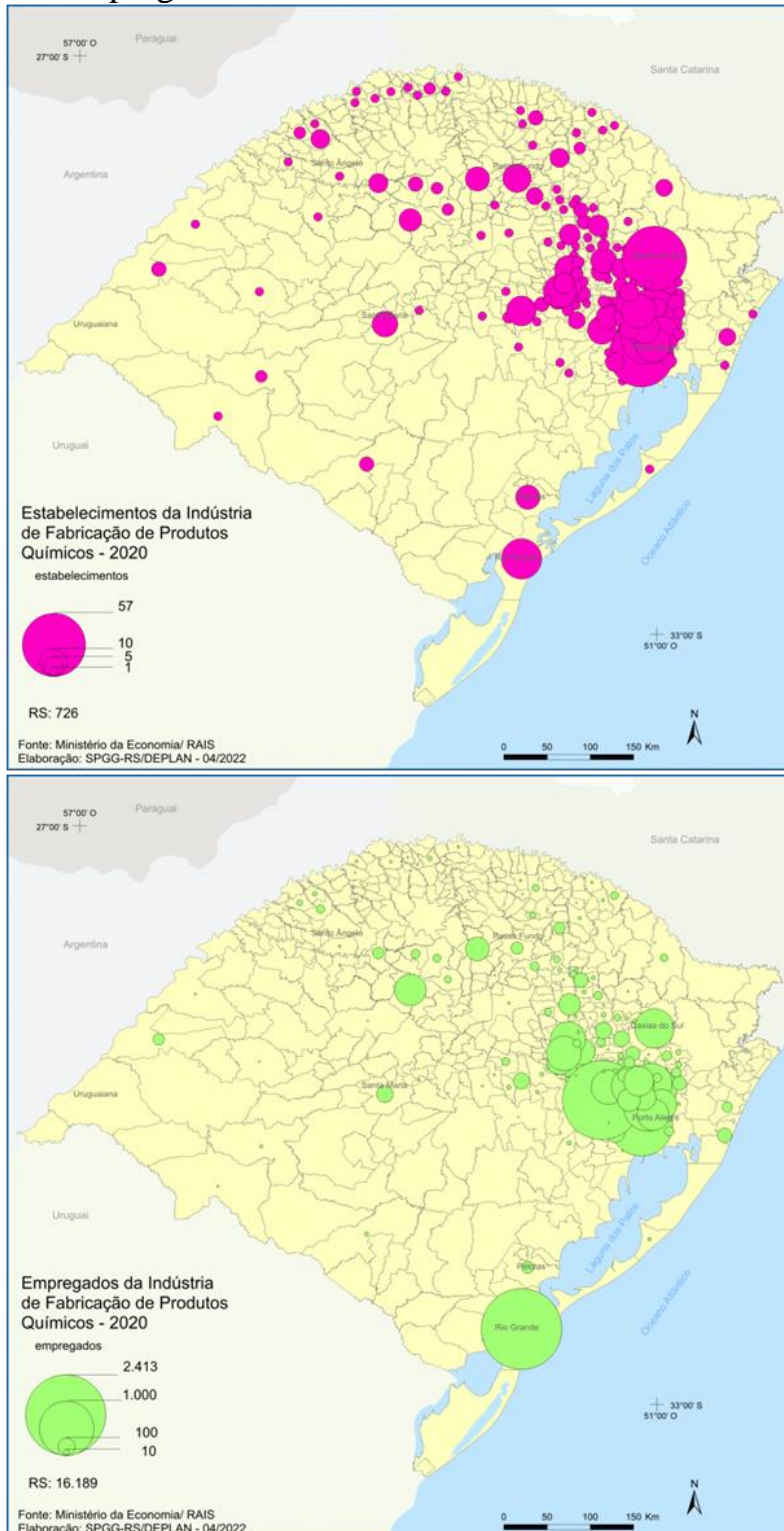 57°00' O
27°00' S
Paraguai
Santa Catarina
Argentina
Santo Ângelo
Uruguaiana
Uruguai
Laguna dos Patos
Oceano Atlântico
Estabelecimentos da Indústria
de Fabricação de Produtos
Químicos - 2020
estabelecimentos
57
10
5
1
33°00' S
51°00' O
RS: 726
N
Fonte: Ministério da Economia/ RAIS
Elaboração: SPGG-RS/DEPLAN - 04/2022
0 50 100 150 Km
57°00' O
27°00' S
Paraguai
Santa Catarina
Argentina
Santo Ângelo
Passo Fundo
Caxias do Sul
Uruguaiana
Santa Maria
Porto Alegre
Uruguai
Laguna dos Patos
Pelotas
Oceano Atlântico
Rio Grande
Empregados da Indústria
de Fabricação de Produtos
Químicos - 2020
empregados
2.413
1.000
100
10
33°00' S
51°00' O
RS: 16.189
N
Fonte: Ministério da Economia/ RAIS
Elaboração: SPGG-RS/DEPLAN - 04/2022
0 50 100 150 Km